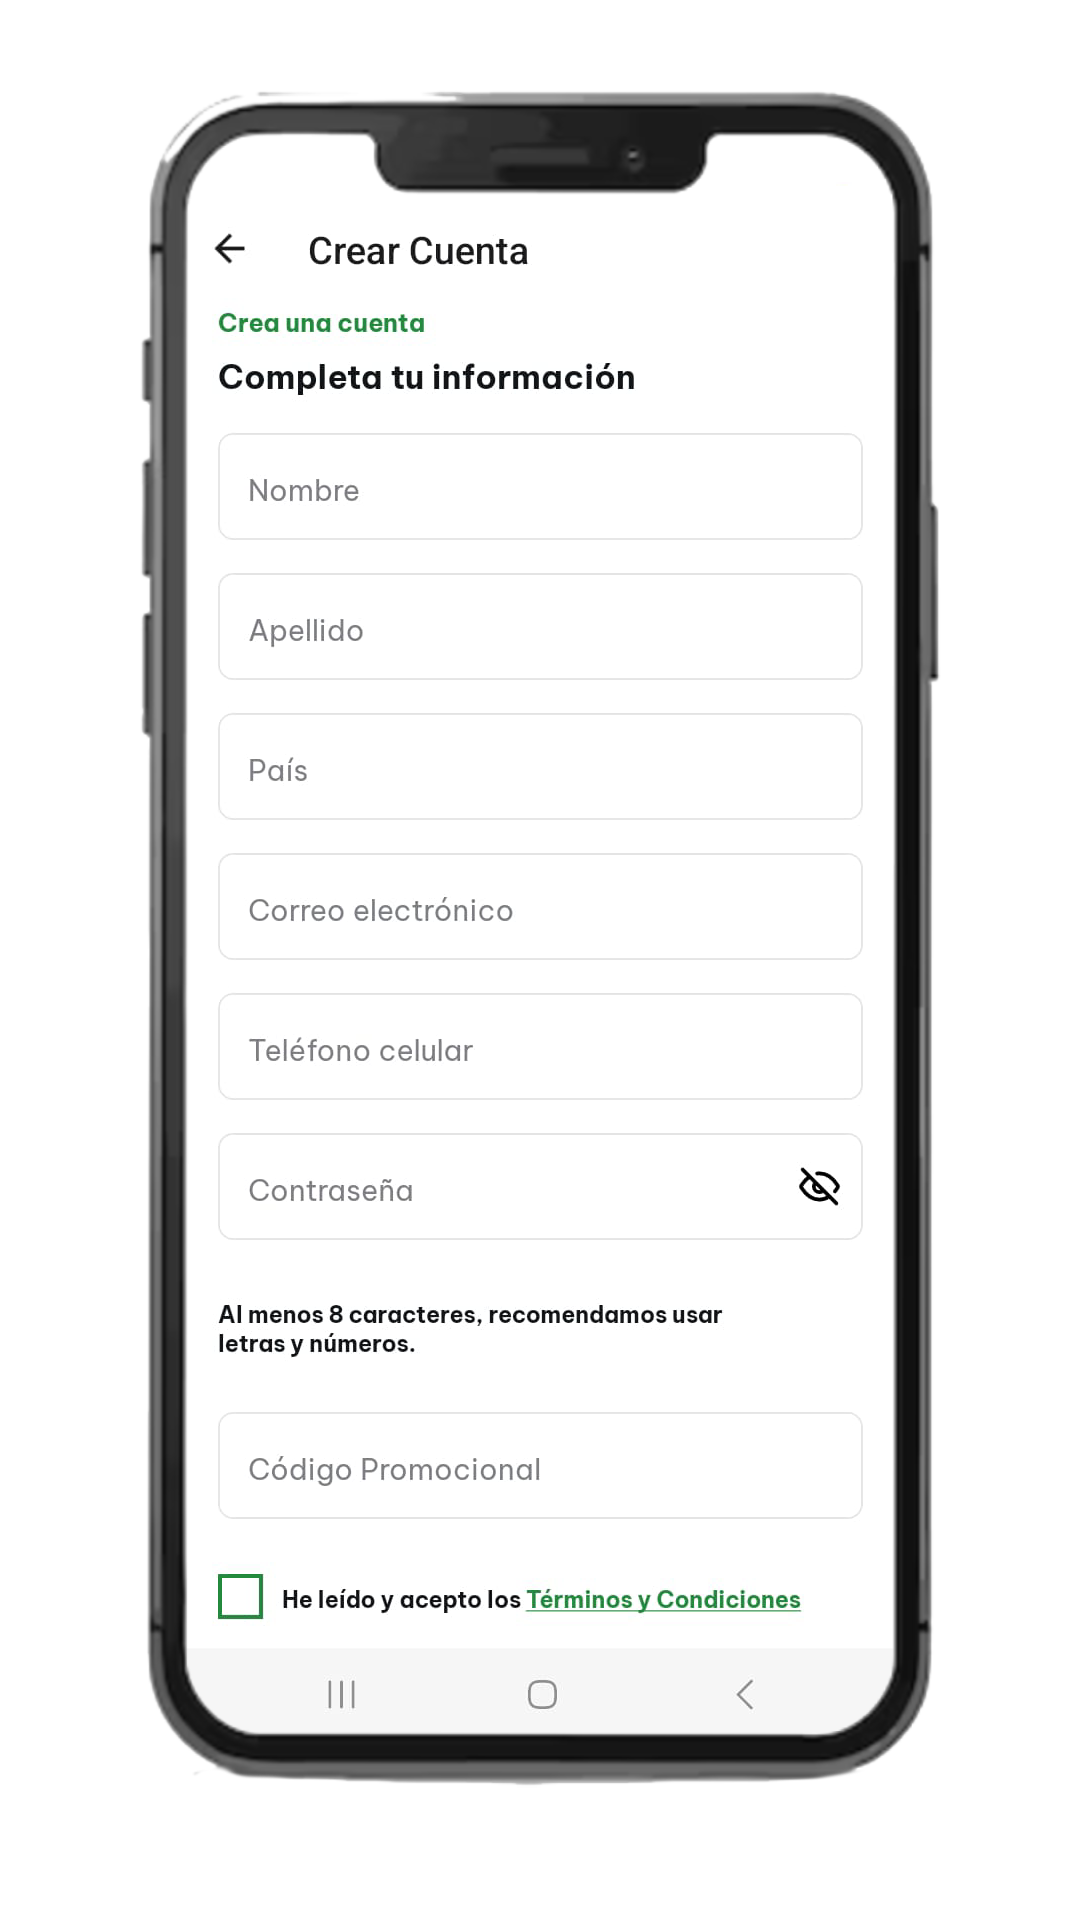 Crear Cuenta
Crea una cuenta
Completa tu información
Nombre
Apellido
País
Correo electrónico
Teléfono celular
Contraseña
Al menos 8 caracteres, recomendamos usar
letras y números.
Código Promocional
He leído y acepto los Términos y Condiciones